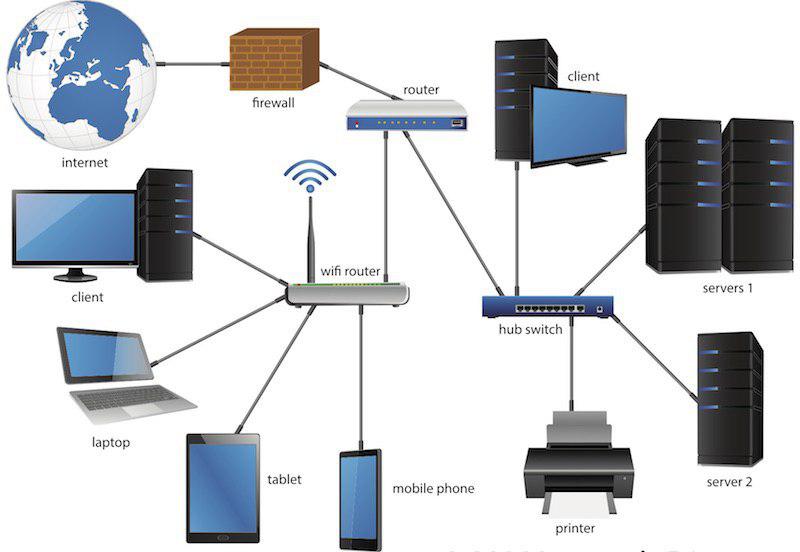 internet
firewall
router
client
servers 1
wifi router
client
hub switch
laptop
tablet
mobile phone
printer
server 2